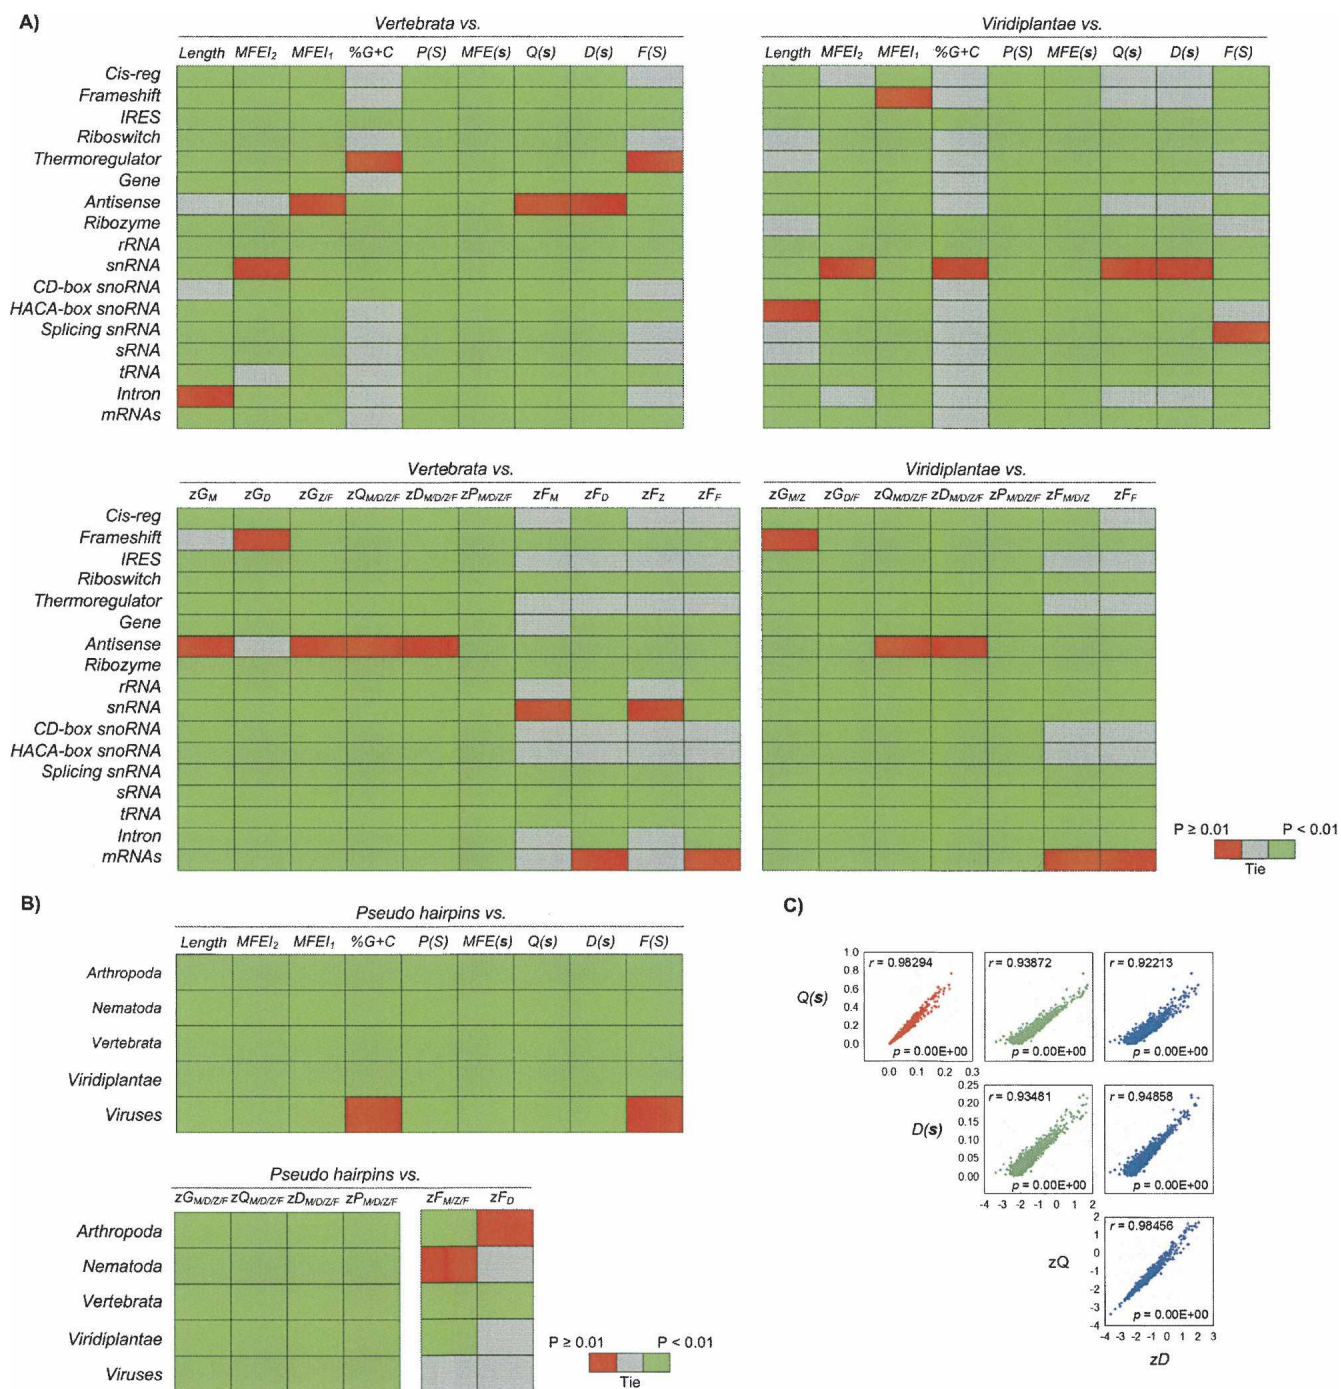 A)
Vertebrata vs.
Length MFEI2 MFEI1 %G+C P(S) MFE(s) Q(s) D(s) F(S)
Cis-reg
Frameshift
IRES
Riboswitch
Thermoregulator
Gene
Antisense
Ribozyme
rRNA
snRNA
CD-box snoRNA
HACA-box snoRNA
Splicing snRNA
sRNA
tRNA
Intron
mRNAs
Viridiplantae vs.
Length MFEI2 MFEI1 %G+C P(S) MFE(s) Q(s) D(s) F(S)
Vertebrata vs.
zGM zGD zGZ/F zQM/D/Z/F zDM/D/Z/F zPM/D/Z/F zFM zFD zFZ zFF
Cis-reg
Frameshift
IRES
Riboswitch
Thermoregulator
Gene
Antisense
Ribozyme
rRNA
snRNA
CD-box snoRNA
HACA-box snoRNA
Splicing snRNA
sRNA
tRNA
Intron
mRNAs
Viridiplantae vs.
zGM/Z zGD/F zQM/D/Z/F zDM/D/Z/F zPM/D/Z/F zFM/D/Z zFF
P ≥ 0.01 P < 0.01
Tie
B)
Pseudo hairpins vs.
Length MFEI2 MFEI1 %G+C P(S) MFE(s) Q(s) D(s) F(S)
Arthropoda
Nematoda
Vertebrata
Viridiplantae
Viruses
Pseudo hairpins vs.
zGM/D/Z/F zQM/D/Z/F zDM/D/Z/F zPM/D/Z/F zFM/Z/F zFD
Arthropoda
Nematoda
Vertebrata
Viridiplantae
Viruses
P ≥ 0.01 P < 0.01
Tie
C)
Q(s)
1.0
0.8
0.6
0.4
0.2
0.0
r = 0.98294
p = 0.00E+00
0.0 0.1 0.2 0.3
r = 0.93872
p = 0.00E+00
r = 0.92213
p = 0.00E+00
D(s)
0.25
0.20
0.15
0.10
0.05
0.00
r = 0.93481
p = 0.00E+00
-4 -3 -2 -1 0 1 2
r = 0.94858
p = 0.00E+00
zQ
2
1
0
-1
-2
-3
-4
r = 0.98456
p = 0.00E+00
-4 -3 -2 -1 0 1 2 3
zD